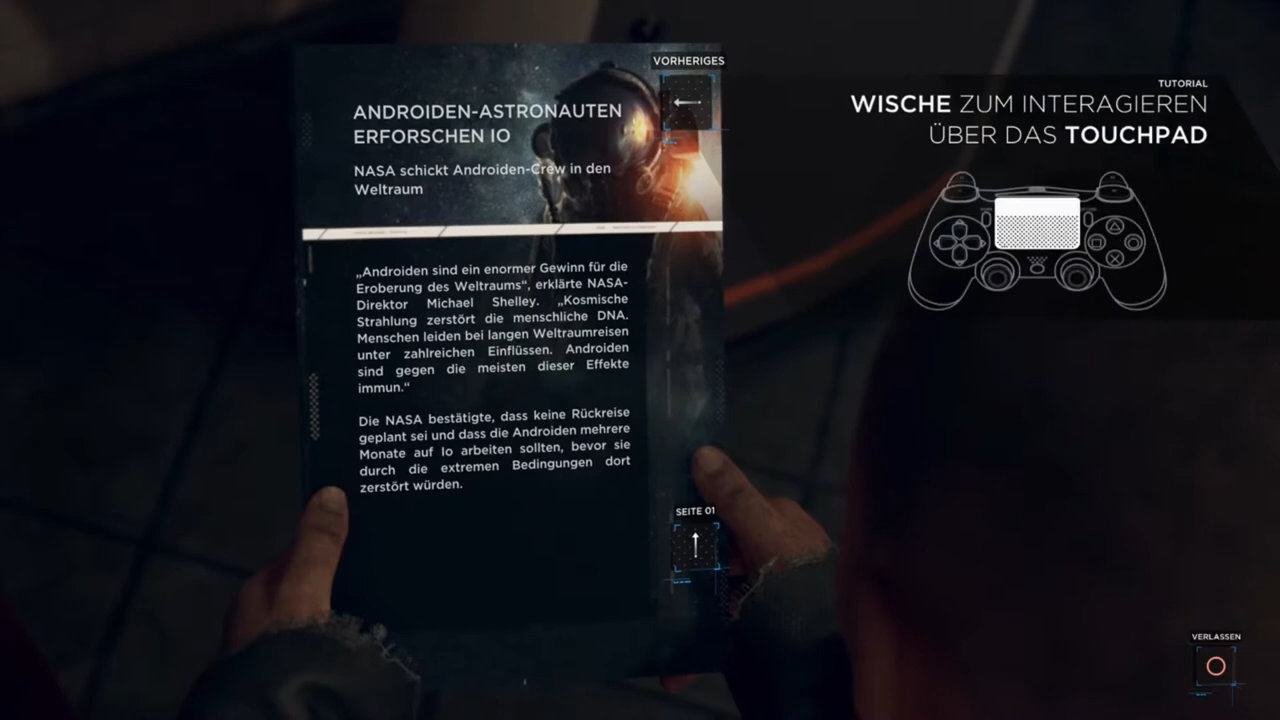 VORHERIGES
ANDROIDEN-ASTRONAUTEN
ERFORSCHEN IO
NASA schickt Androiden-Crew in den
Weltraum
„Androiden sind ein enormer Gewinn für die
Eroberung des Weltraums“, erklärte NASA-
Direktor Michael Shelley. „Kosmische
Strahlung zerstört die menschliche DNA.
Menschen leiden bei langen Weltraumreisen
unter zahlreichen Einflüssen. Androiden
sind gegen die meisten dieser Effekte
immun.“
Die NASA bestätigte, dass keine Rückreise
geplant sei und dass die Androiden mehrere
Monate auf Io arbeiten sollten, bevor sie
durch die extremen Bedingungen dort
zerstört würden.
SEITE 01
TUTORIAL
WISCHE ZUM INTERAGIEREN
ÜBER DAS TOUCHPAD
VERLASSEN